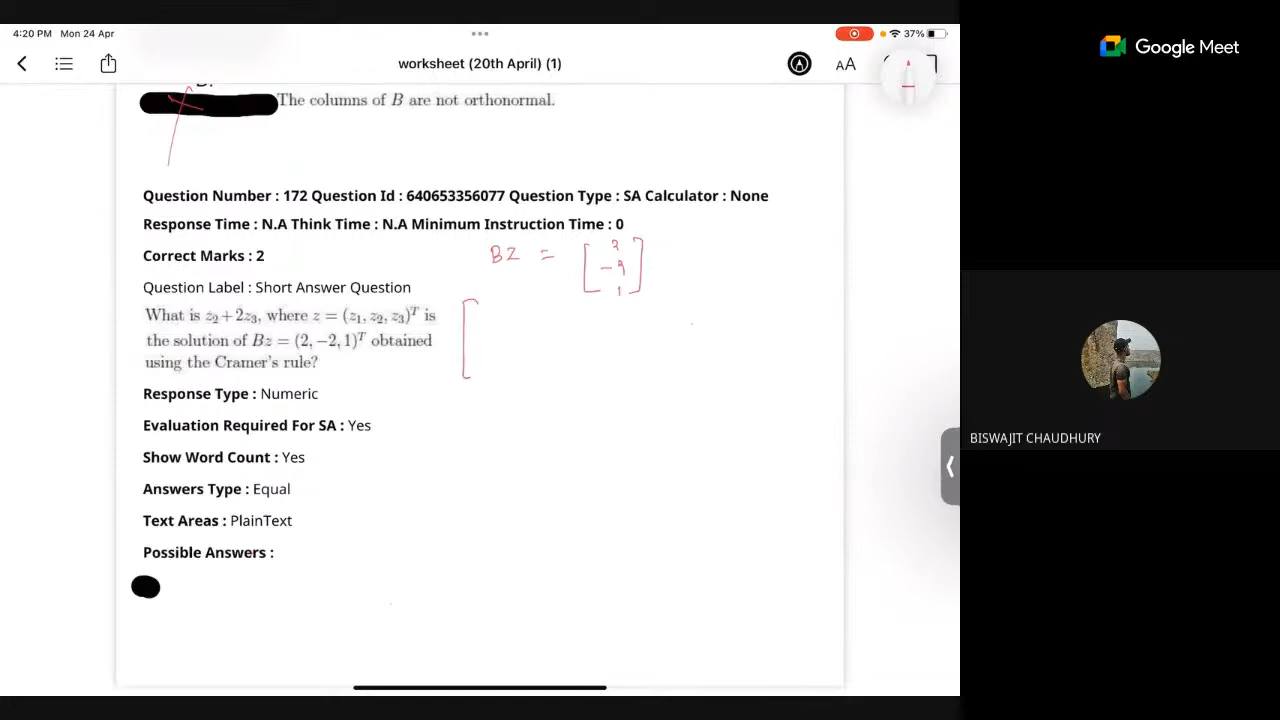 4:20 PM Mon 24 Apr
37%
worksheet (20th April) (1)
AA
Google Meet
The columns of B are not orthonormal.
Question Number : 172 Question Id : 640653356077 Question Type : SA Calculator : None
Response Time : N.A Think Time : N.A Minimum Instruction Time : 0
Correct Marks : 2
BZ = [2
-2
1]
Question Label : Short Answer Question
What is z₂ + 2z₃, where z = (z₁, z₂, z₃)ᵀ is
the solution of Bz = (2, −2, 1)ᵀ obtained
using the Cramer's rule?
Response Type : Numeric
Evaluation Required For SA : Yes
Show Word Count : Yes
Answers Type : Equal
Text Areas : PlainText
Possible Answers :
BISWAJIT CHAUDHURY